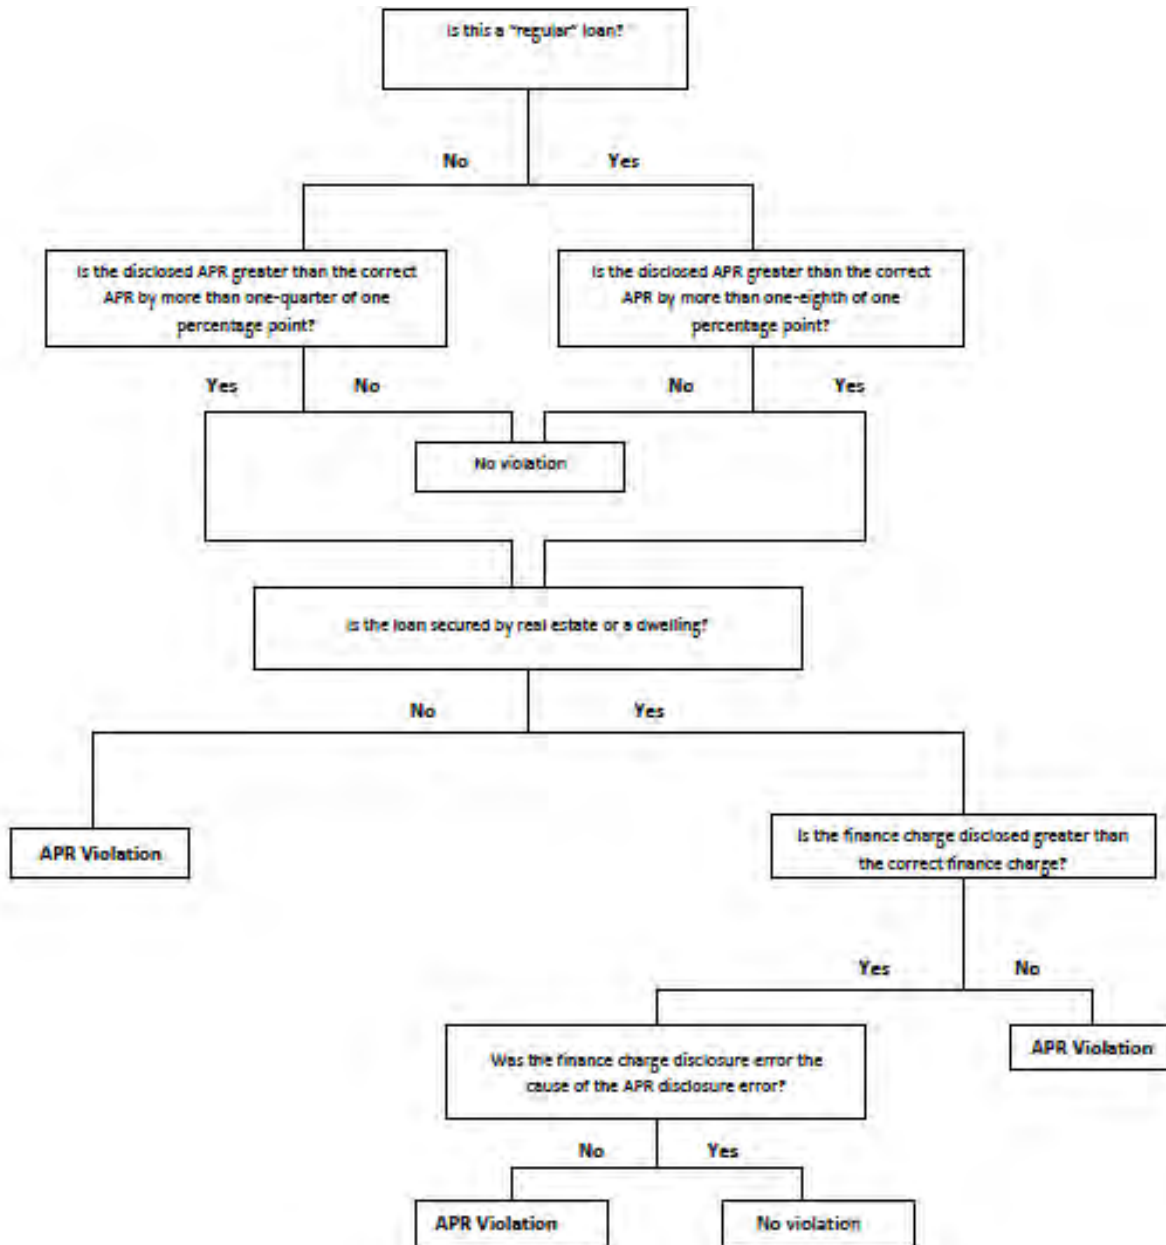 Is this a "regular" loan?
No
Yes
Is the disclosed APR greater than the correct
APR by more than one-quarter of one
percentage point?
Is the disclosed APR greater than the correct
APR by more than one-eighth of one
percentage point?
Yes
No
No
Yes
No violation
Is the loan secured by real estate or a dwelling?
No
Yes
APR Violation
Is the finance charge disclosed greater than
the correct finance charge?
Yes
No
Was the finance charge disclosure error the
cause of the APR disclosure error?
APR Violation
No
Yes
APR Violation
No violation